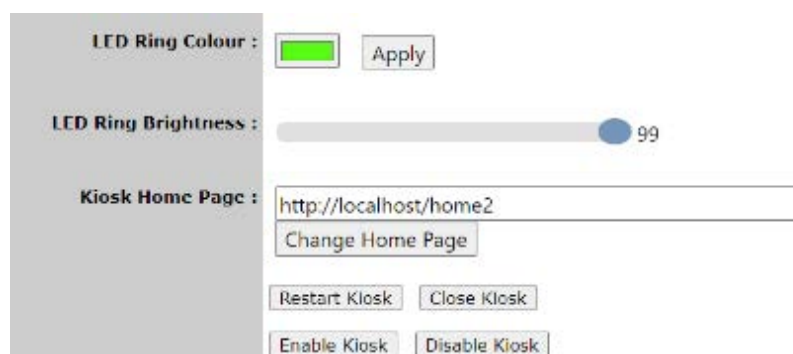 LED Ring Colour :
Apply
LED Ring Brightness :
99
Kiosk Home Page :
http://localhost/home2
Change Home Page
Restart Kiosk Close Kiosk
Enable Kiosk Disable Kiosk